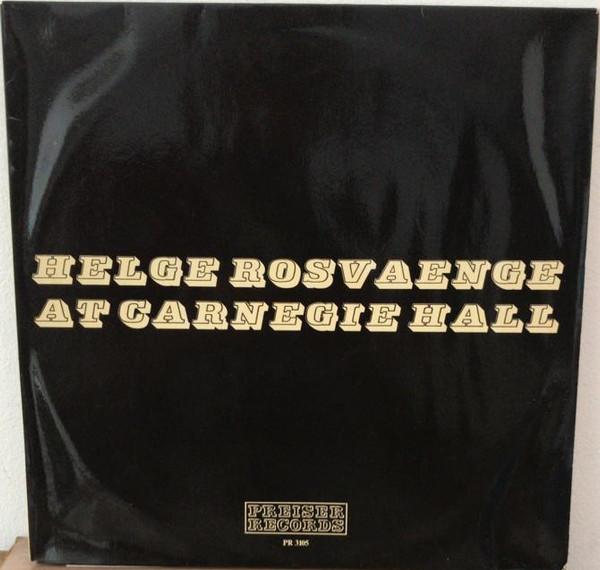 HELGE ROSVAENGE
AT CARNEGIE HALL
PREISER
RECORDS
PR 3105